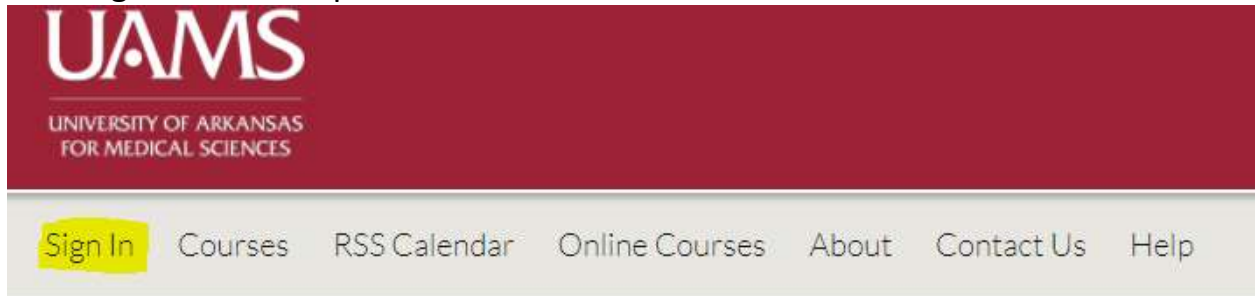 UAMS
UNIVERSITY OF ARKANSAS
FOR MEDICAL SCIENCES
Sign In Courses RSS Calendar Online Courses About Contact Us Help